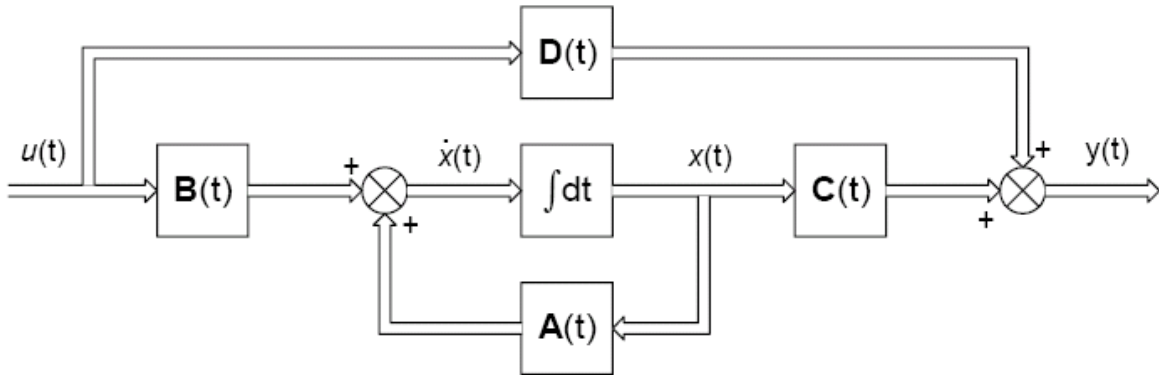 D(t)
+
u(t)
B(t)
+
ẋ(t)
∫dt
x(t)
C(t)
y(t)
+
+
A(t)